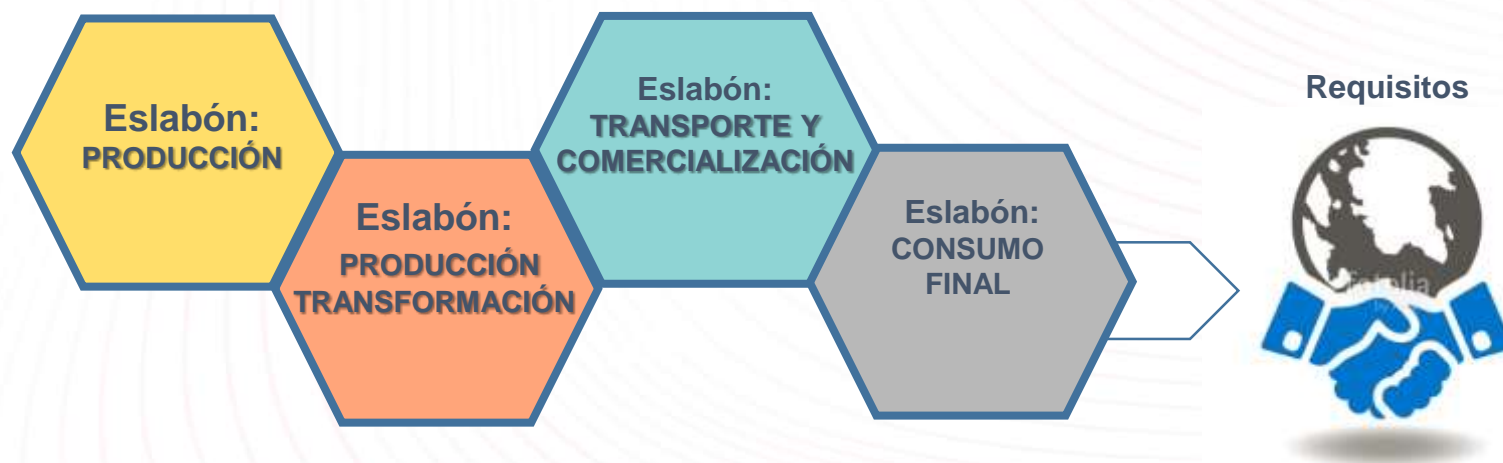 Eslabón:
PRODUCCIÓN
Eslabón:
PRODUCCIÓN
TRANSFORMACIÓN
Eslabón:
TRANSPORTE Y
COMERCIALIZACIÓN
Eslabón:
CONSUMO
FINAL
Requisitos